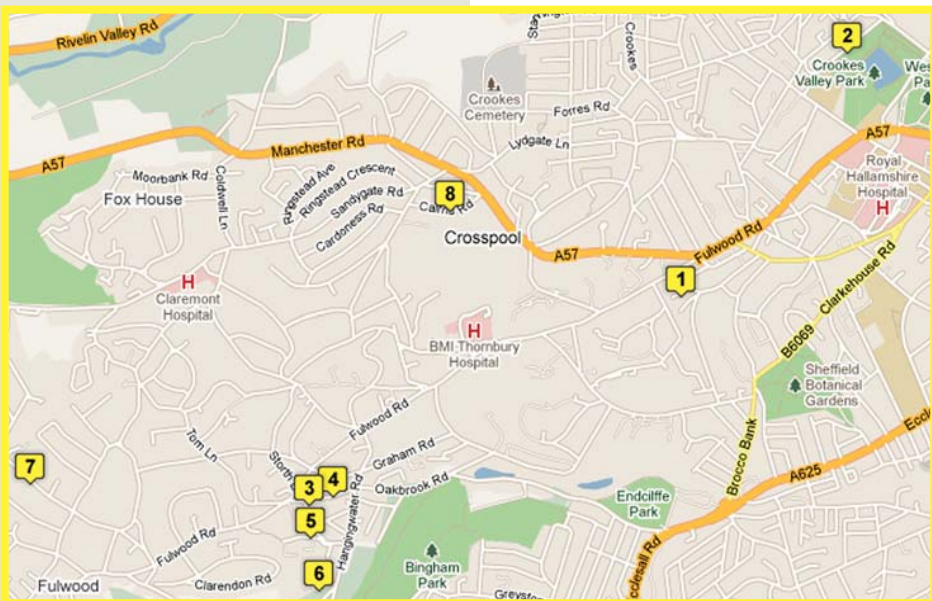 Rivelin Valley Rd
Crookes
2
Crookes
Valley Park
Crookes
Cemetery
Forres Rd
Lydgate Ln
A57
Manchester Rd
A57
Royal
Hallamshire
Hospital
H
Moorbank Rd
Fox House
Coldwell Ln
Ringstead Ave
Ringstead Crescent
Sandygate Rd
Cardoness Rd
8
Cairns Rd
Crosspool
A57
Fulwood Rd
1
Clarkehouse Rd
B6069
H
Claremont
Hospital
H
BMI Thornbury
Hospital
Sheffield
Botanical
Gardens
Fulwood Rd
Tom Ln
Graham Rd
Oakbrook Rd
Hangingwater Rd
7
3
4
5
6
Brocco Bank
A625
Endcliffe
Park
Fulwood Rd
Clarendon Rd
Fulwood
Bingham
Park